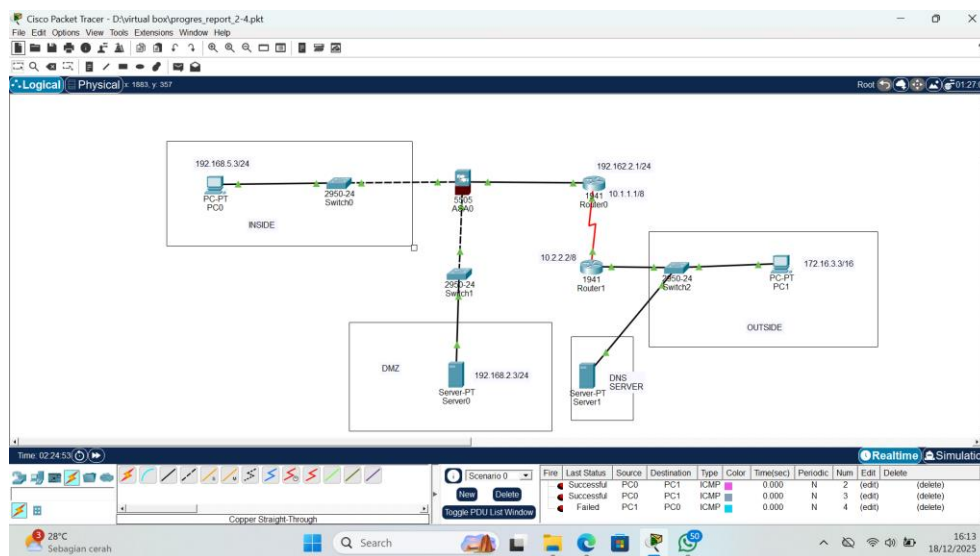 Cisco Packet Tracer - D:\virtual box\progres_report_2-4.pkt
File Edit Options View Tools Extensions Window Help
Logical Physical x: 1883, y: 357 Root 01:27:
192.168.5.3/24
PC-PT
PC0
2950-24
Switch0
INSIDE
5505
ASA0
192.162.2.1/24
1941
Router0
10.1.1.1/8
10.2.2.2/8
1941
Router1
2950-24
Switch2
PC-PT
PC1
172.16.3.3/16
OUTSIDE
2950-24
Switch1
DMZ
Server-PT
Server0
192.168.2.3/24
Server-PT
Server1
DNS
SERVER
Time: 02:24:53 Realtime Simulatio
Scenario 0
New Delete
Toggle PDU List Window
Fire Last Status Source Destination Type Color Time(sec) Periodic Num Edit Delete
Successful PC0 PC1 ICMP 0.000 N 2 (edit) (delete)
Successful PC0 PC1 ICMP 0.000 N 3 (edit) (delete)
Failed PC1 PC0 ICMP 0.000 N 4 (edit) (delete)
Copper Straight-Through
3
28°C
Sebagian cerah
Search
50
16:15
18/12/2025